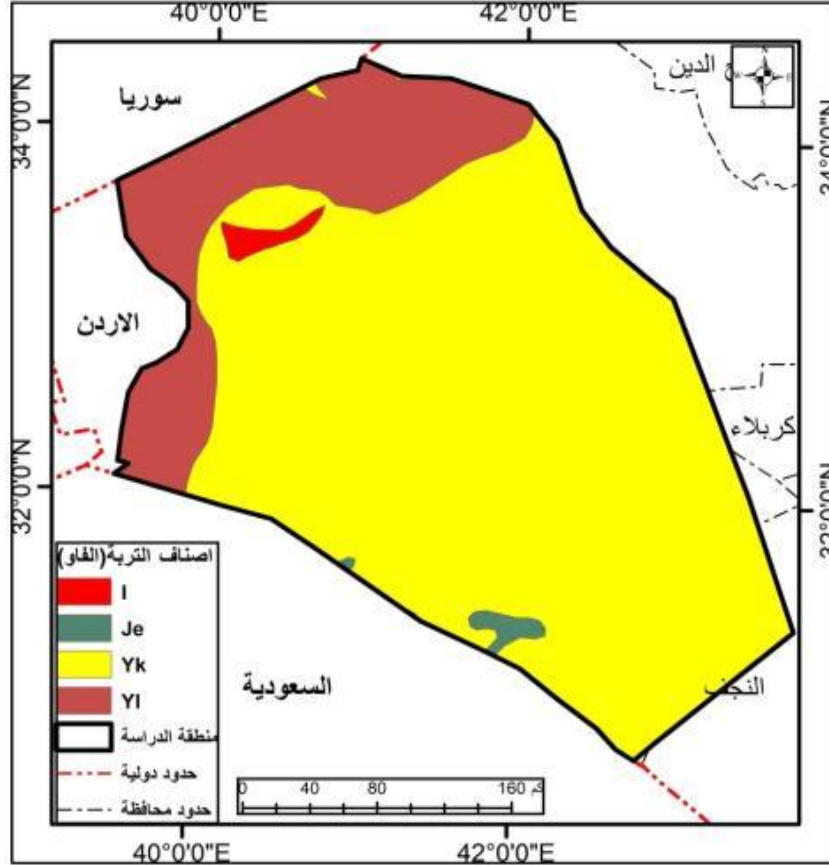 40°0'0"E 42°0'0"E
N
W E
S
ح الدين
سوريا
34°0'0"N 34°0'0"N
الاردن
كربلاء
32°0'0"N 32°0'0"N
اصناف التربة(الفاو)
I
Je
Yk
Yl
منطقة الدراسة
حدود دولية
حدود محافظة
السعودية
النجف
0 40 80 160 كم
40°0'0"E 42°0'0"E